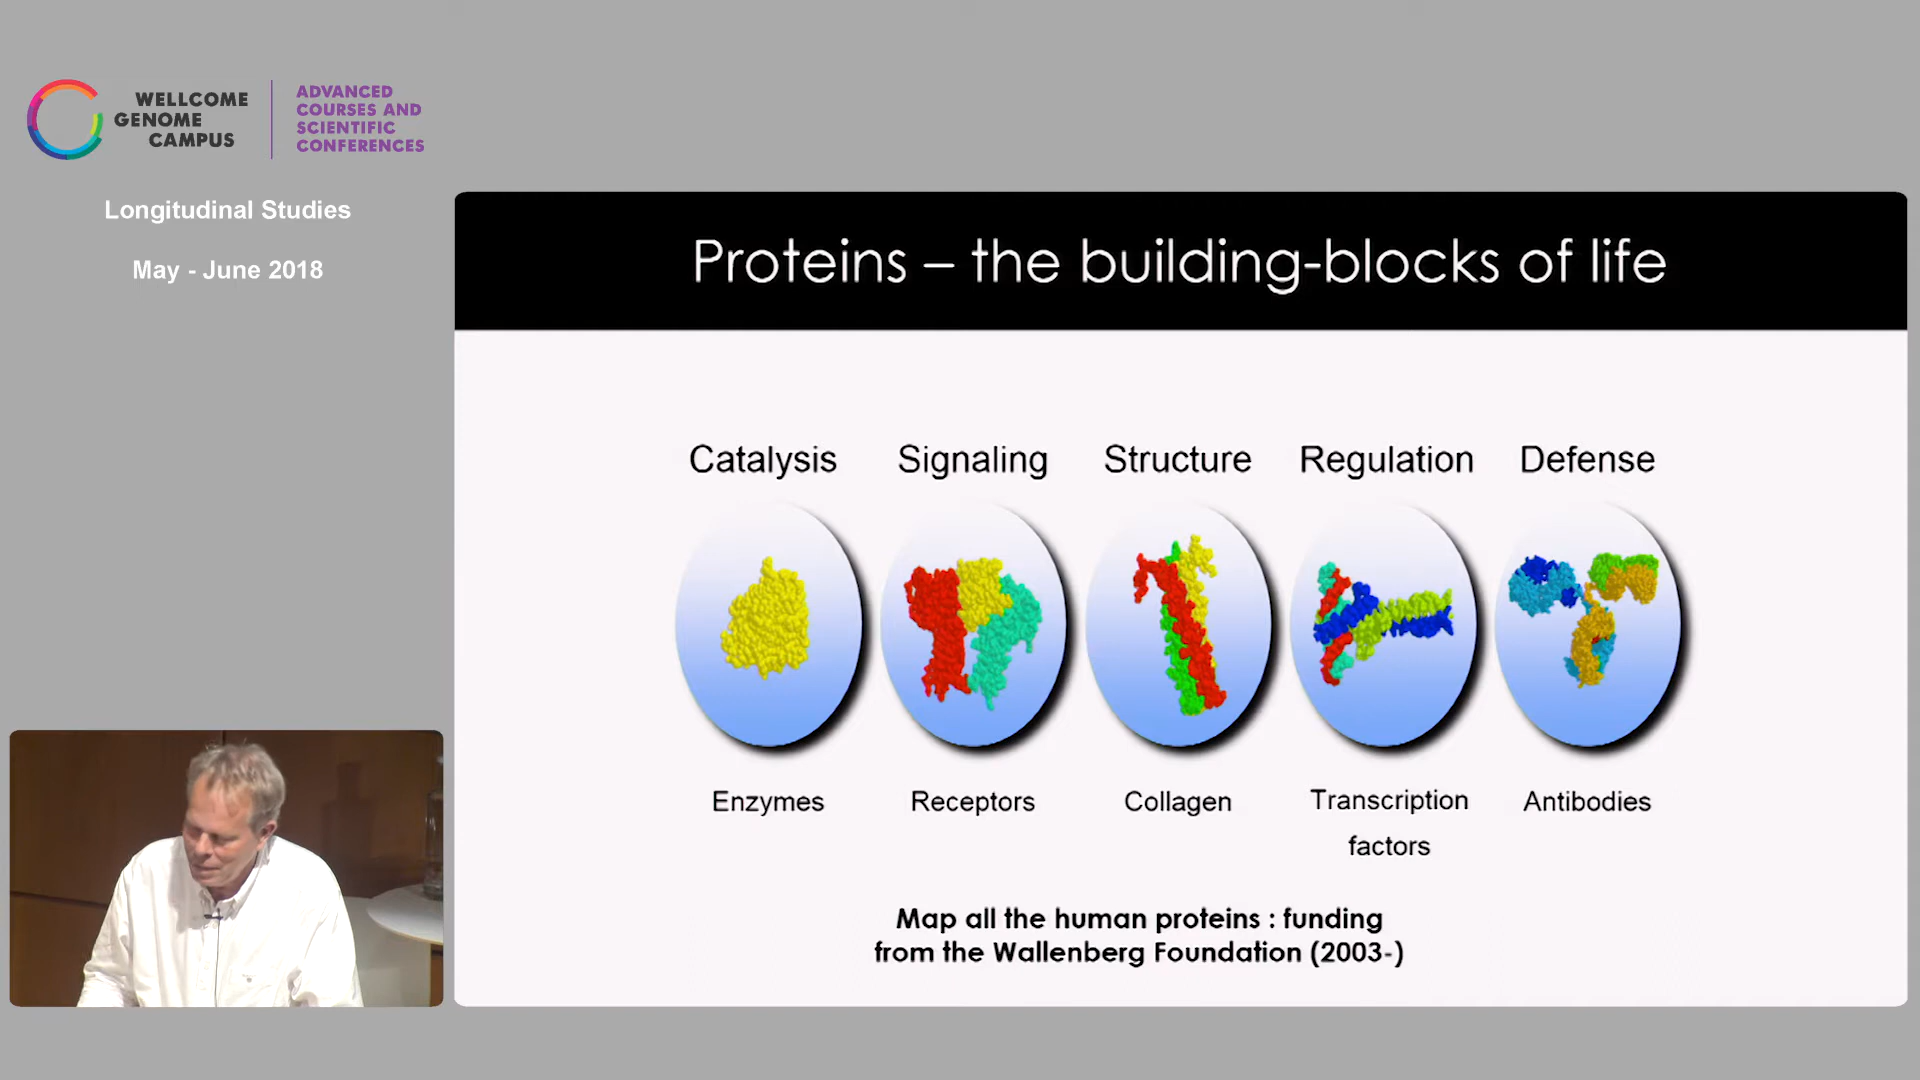 WELLCOME
GENOME
CAMPUS
ADVANCED
COURSES AND
SCIENTIFIC
CONFERENCES
Longitudinal Studies
May - June 2018
Proteins – the building-blocks of life
Catalysis Signaling Structure Regulation Defense
Enzymes Receptors Collagen Transcription factors Antibodies
Map all the human proteins : funding
from the Wallenberg Foundation (2003-)